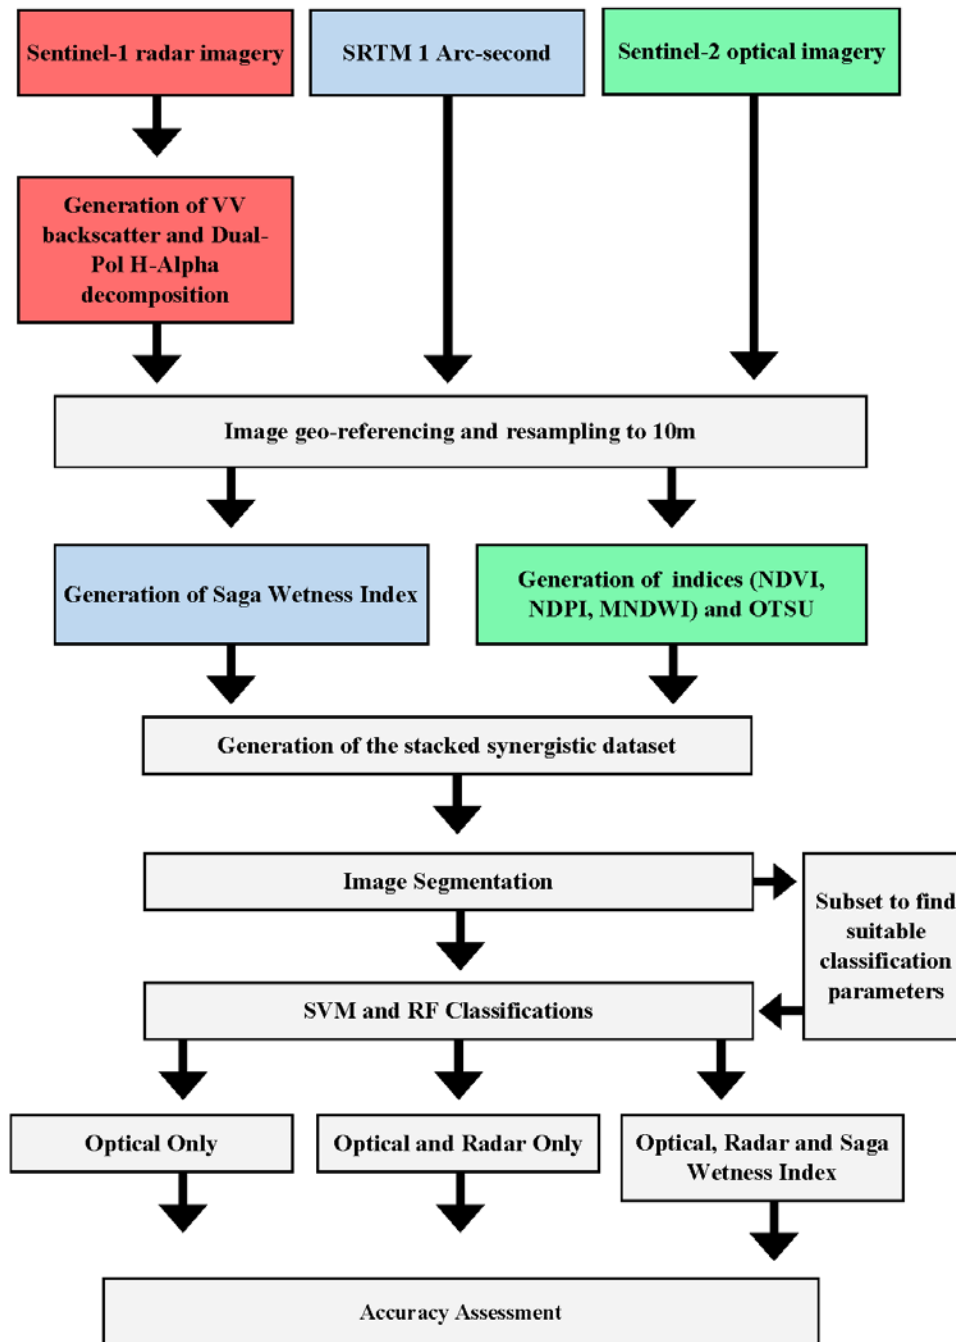 Sentinel-1 radar imagery
SRTM 1 Arc-second
Sentinel-2 optical imagery
Generation of VV
backscatter and Dual-
Pol H-Alpha
decomposition
Image geo-referencing and resampling to 10m
Generation of Saga Wetness Index
Generation of indices (NDVI,
NDPI, MNDWI) and OTSU
Generation of the stacked synergistic dataset
Image Segmentation
Subset to find
suitable
classification
parameters
SVM and RF Classifications
Optical Only
Optical and Radar Only
Optical, Radar and Saga
Wetness Index
Accuracy Assessment